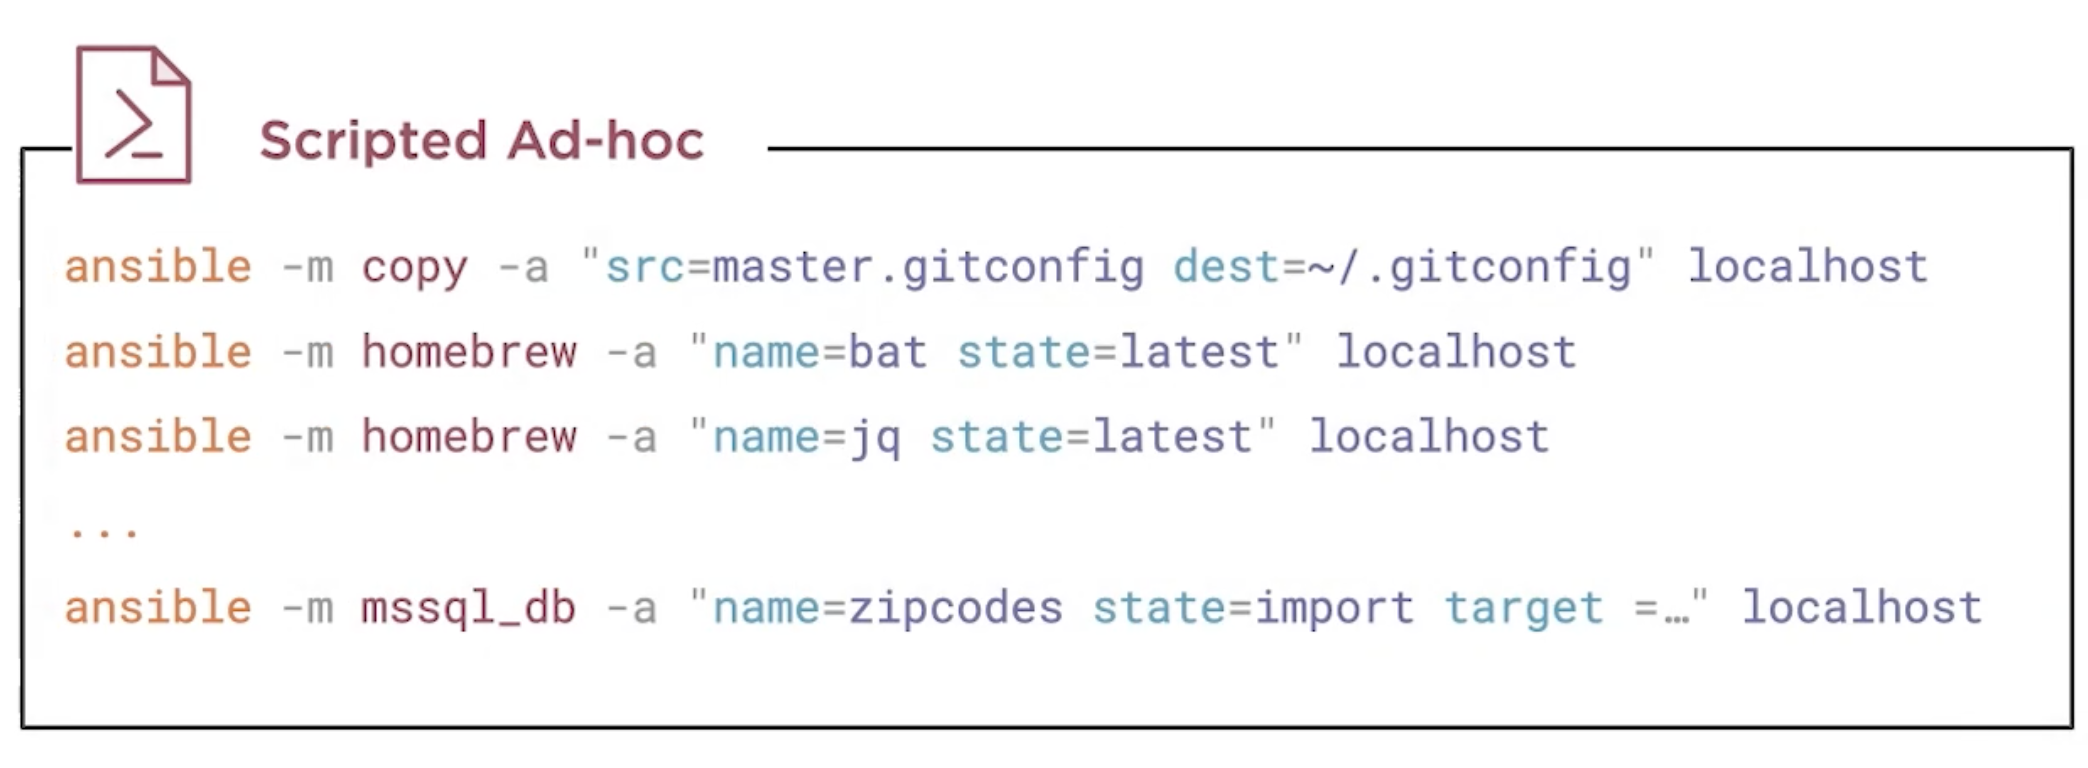 Scripted Ad-hoc
ansible -m copy -a "src=master.gitconfig dest=~/.gitconfig" localhost
ansible -m homebrew -a "name=bat state=latest" localhost
ansible -m homebrew -a "name=jq state=latest" localhost
...
ansible -m mssql_db -a "name=zipcodes state=import target =…" localhost